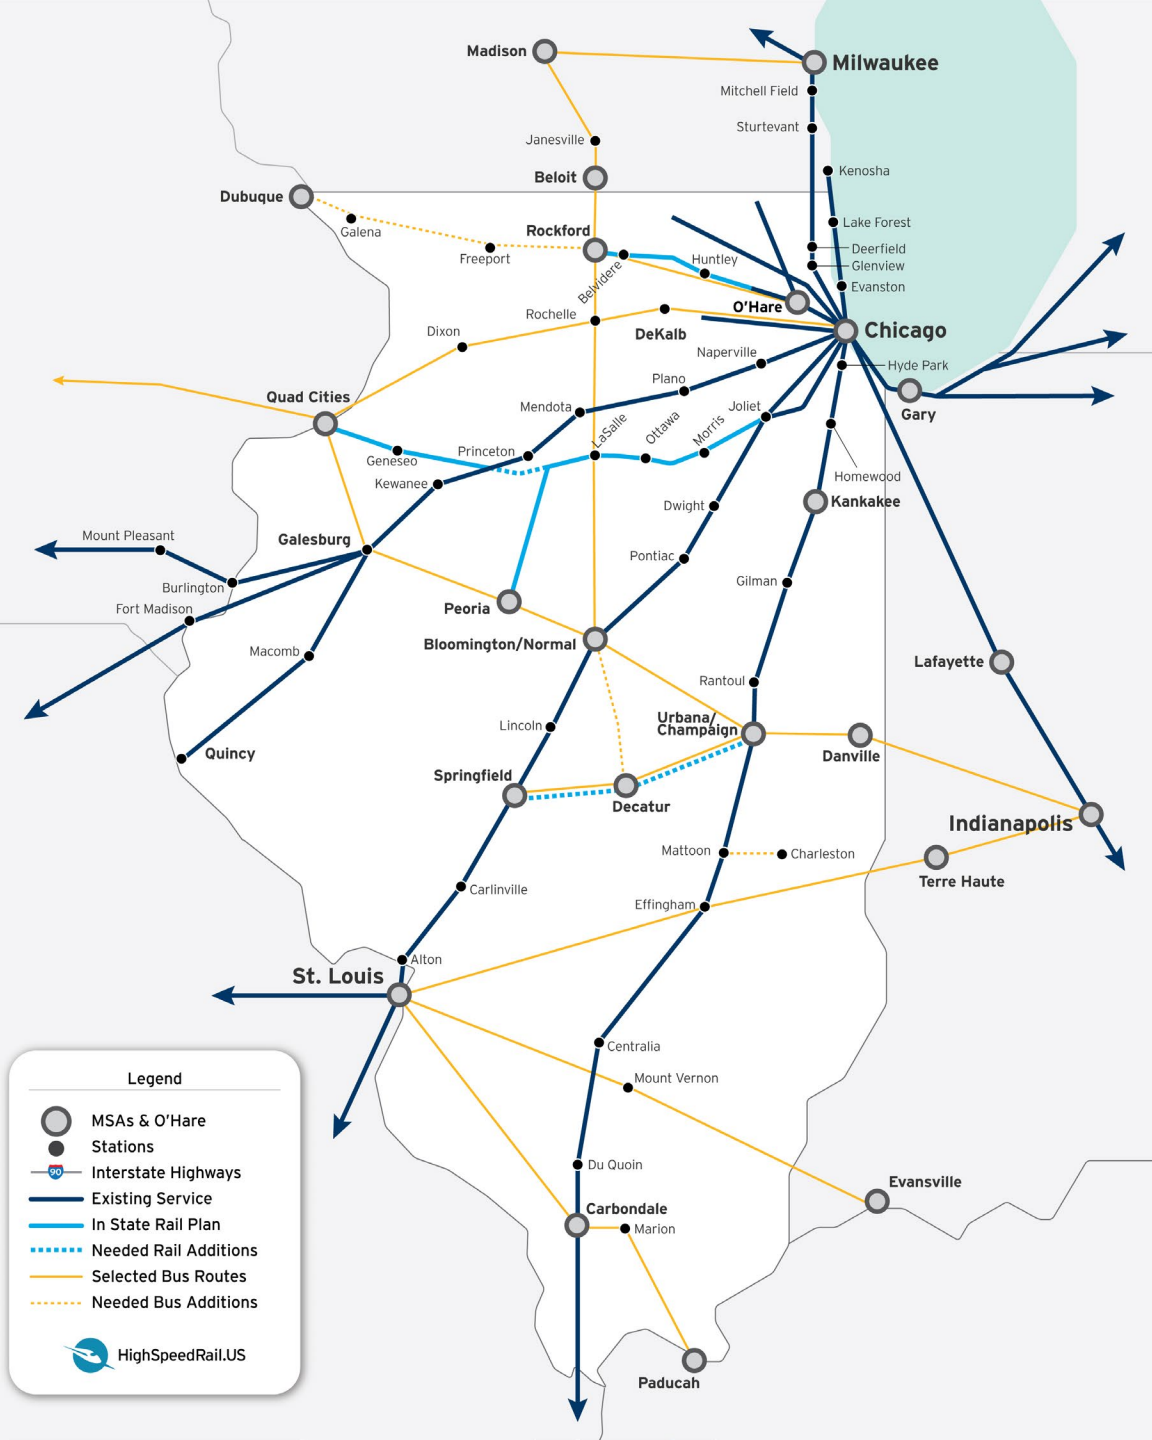 Madison
Milwaukee
Mitchell Field
Sturtevant
Janesville
Kenosha
Beloit
Dubuque
Galena
Lake Forest
Rockford
Freeport
Deerfield
Belvidere
Huntley
Glenview
Evanston
O'Hare
Rochelle
Chicago
Dixon
DeKalb
Naperville
Hyde Park
Plano
Quad Cities
Mendota
Joliet
Gary
LaSalle
Ottawa
Morris
Geneseo
Princeton
Kewanee
Homewood
Kankakee
Dwight
Mount Pleasant
Galesburg
Pontiac
Burlington
Gilman
Fort Madison
Peoria
Bloomington/Normal
Macomb
Lafayette
Rantoul
Urbana/
Champaign
Lincoln
Quincy
Danville
Springfield
Decatur
Indianapolis
Mattoon
Charleston
Terre Haute
Carlinville
Effingham
Alton
St. Louis
Centralia
Mount Vernon
Du Quoin
Evansville
Carbondale
Marion
Paducah
Legend
MSAs & O'Hare
Stations
90
Interstate Highways
Existing Service
In State Rail Plan
Needed Rail Additions
Selected Bus Routes
Needed Bus Additions
HighSpeedRail.US